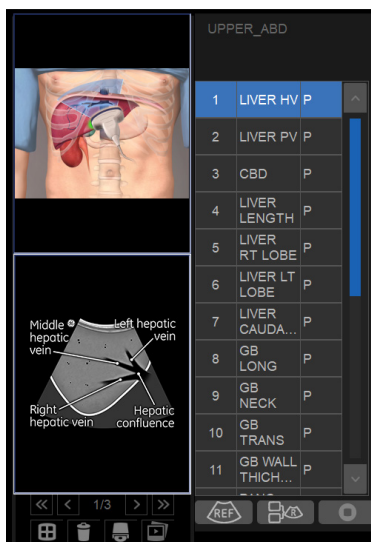 UPPER_ABD
1 LIVER HV P
2 LIVER PV P
3 CBD P
4 LIVER
LENGTH P
5 LIVER
RT LOBE P
6 LIVER LT
LOBE P
7 LIVER
CAUDA... P
8 GB
LONG P
9 GB
NECK P
10 GB
TRANS P
11 GB WALL
THICH... P
Middle
hepatic
vein
Left hepatic
vein
Right
hepatic vein
Hepatic
confluence
<< < 1/3 > >>
REF
R